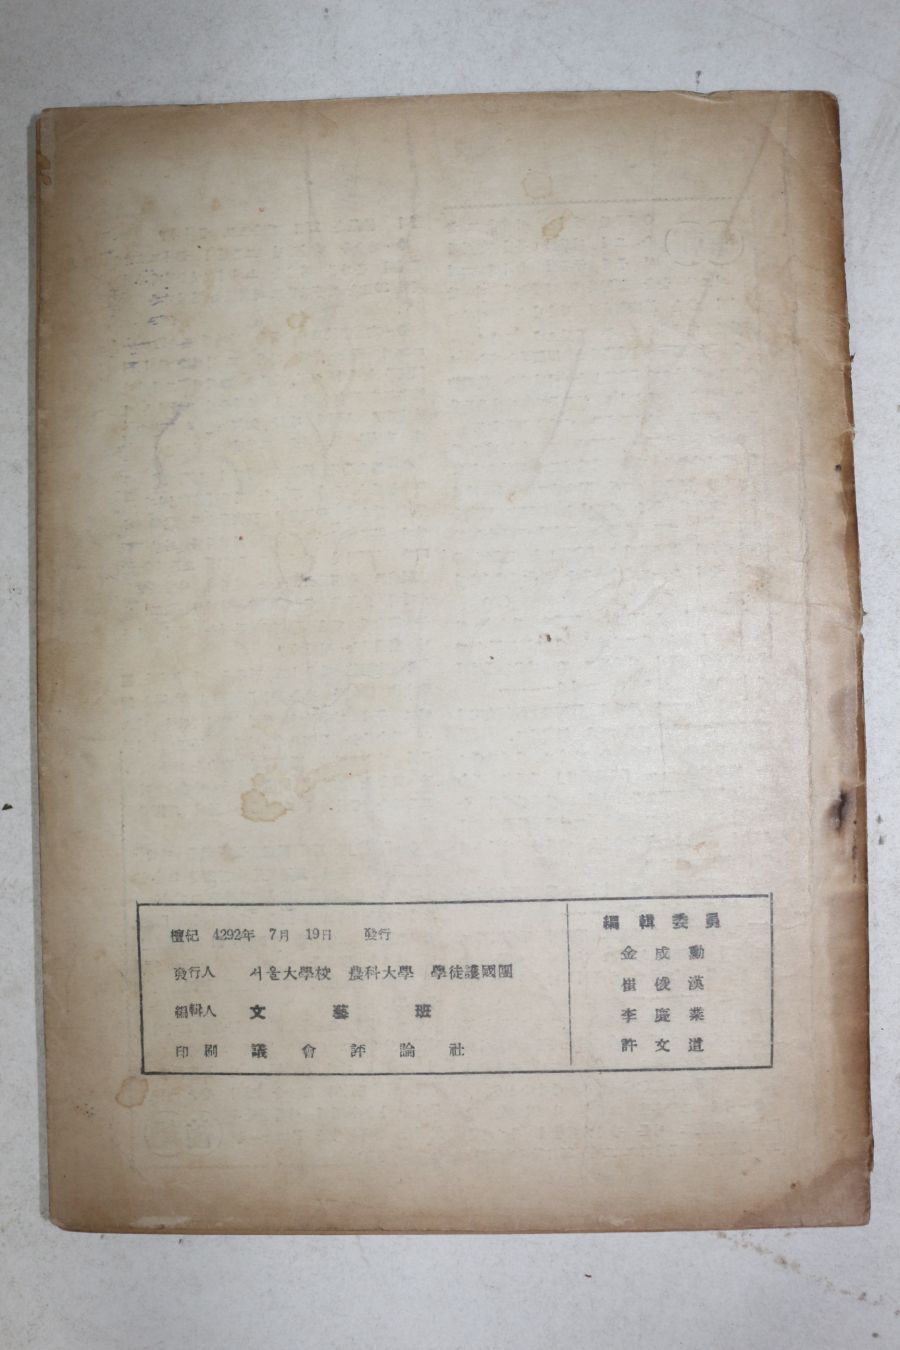 檀紀 4292年 7月 19日 發行
發行人 서울大學校 農科大學 學徒護國團
編輯人 文藝班
印刷 議會評論社
編輯委員
金成勳
崔俊漢
李慶業
許文道